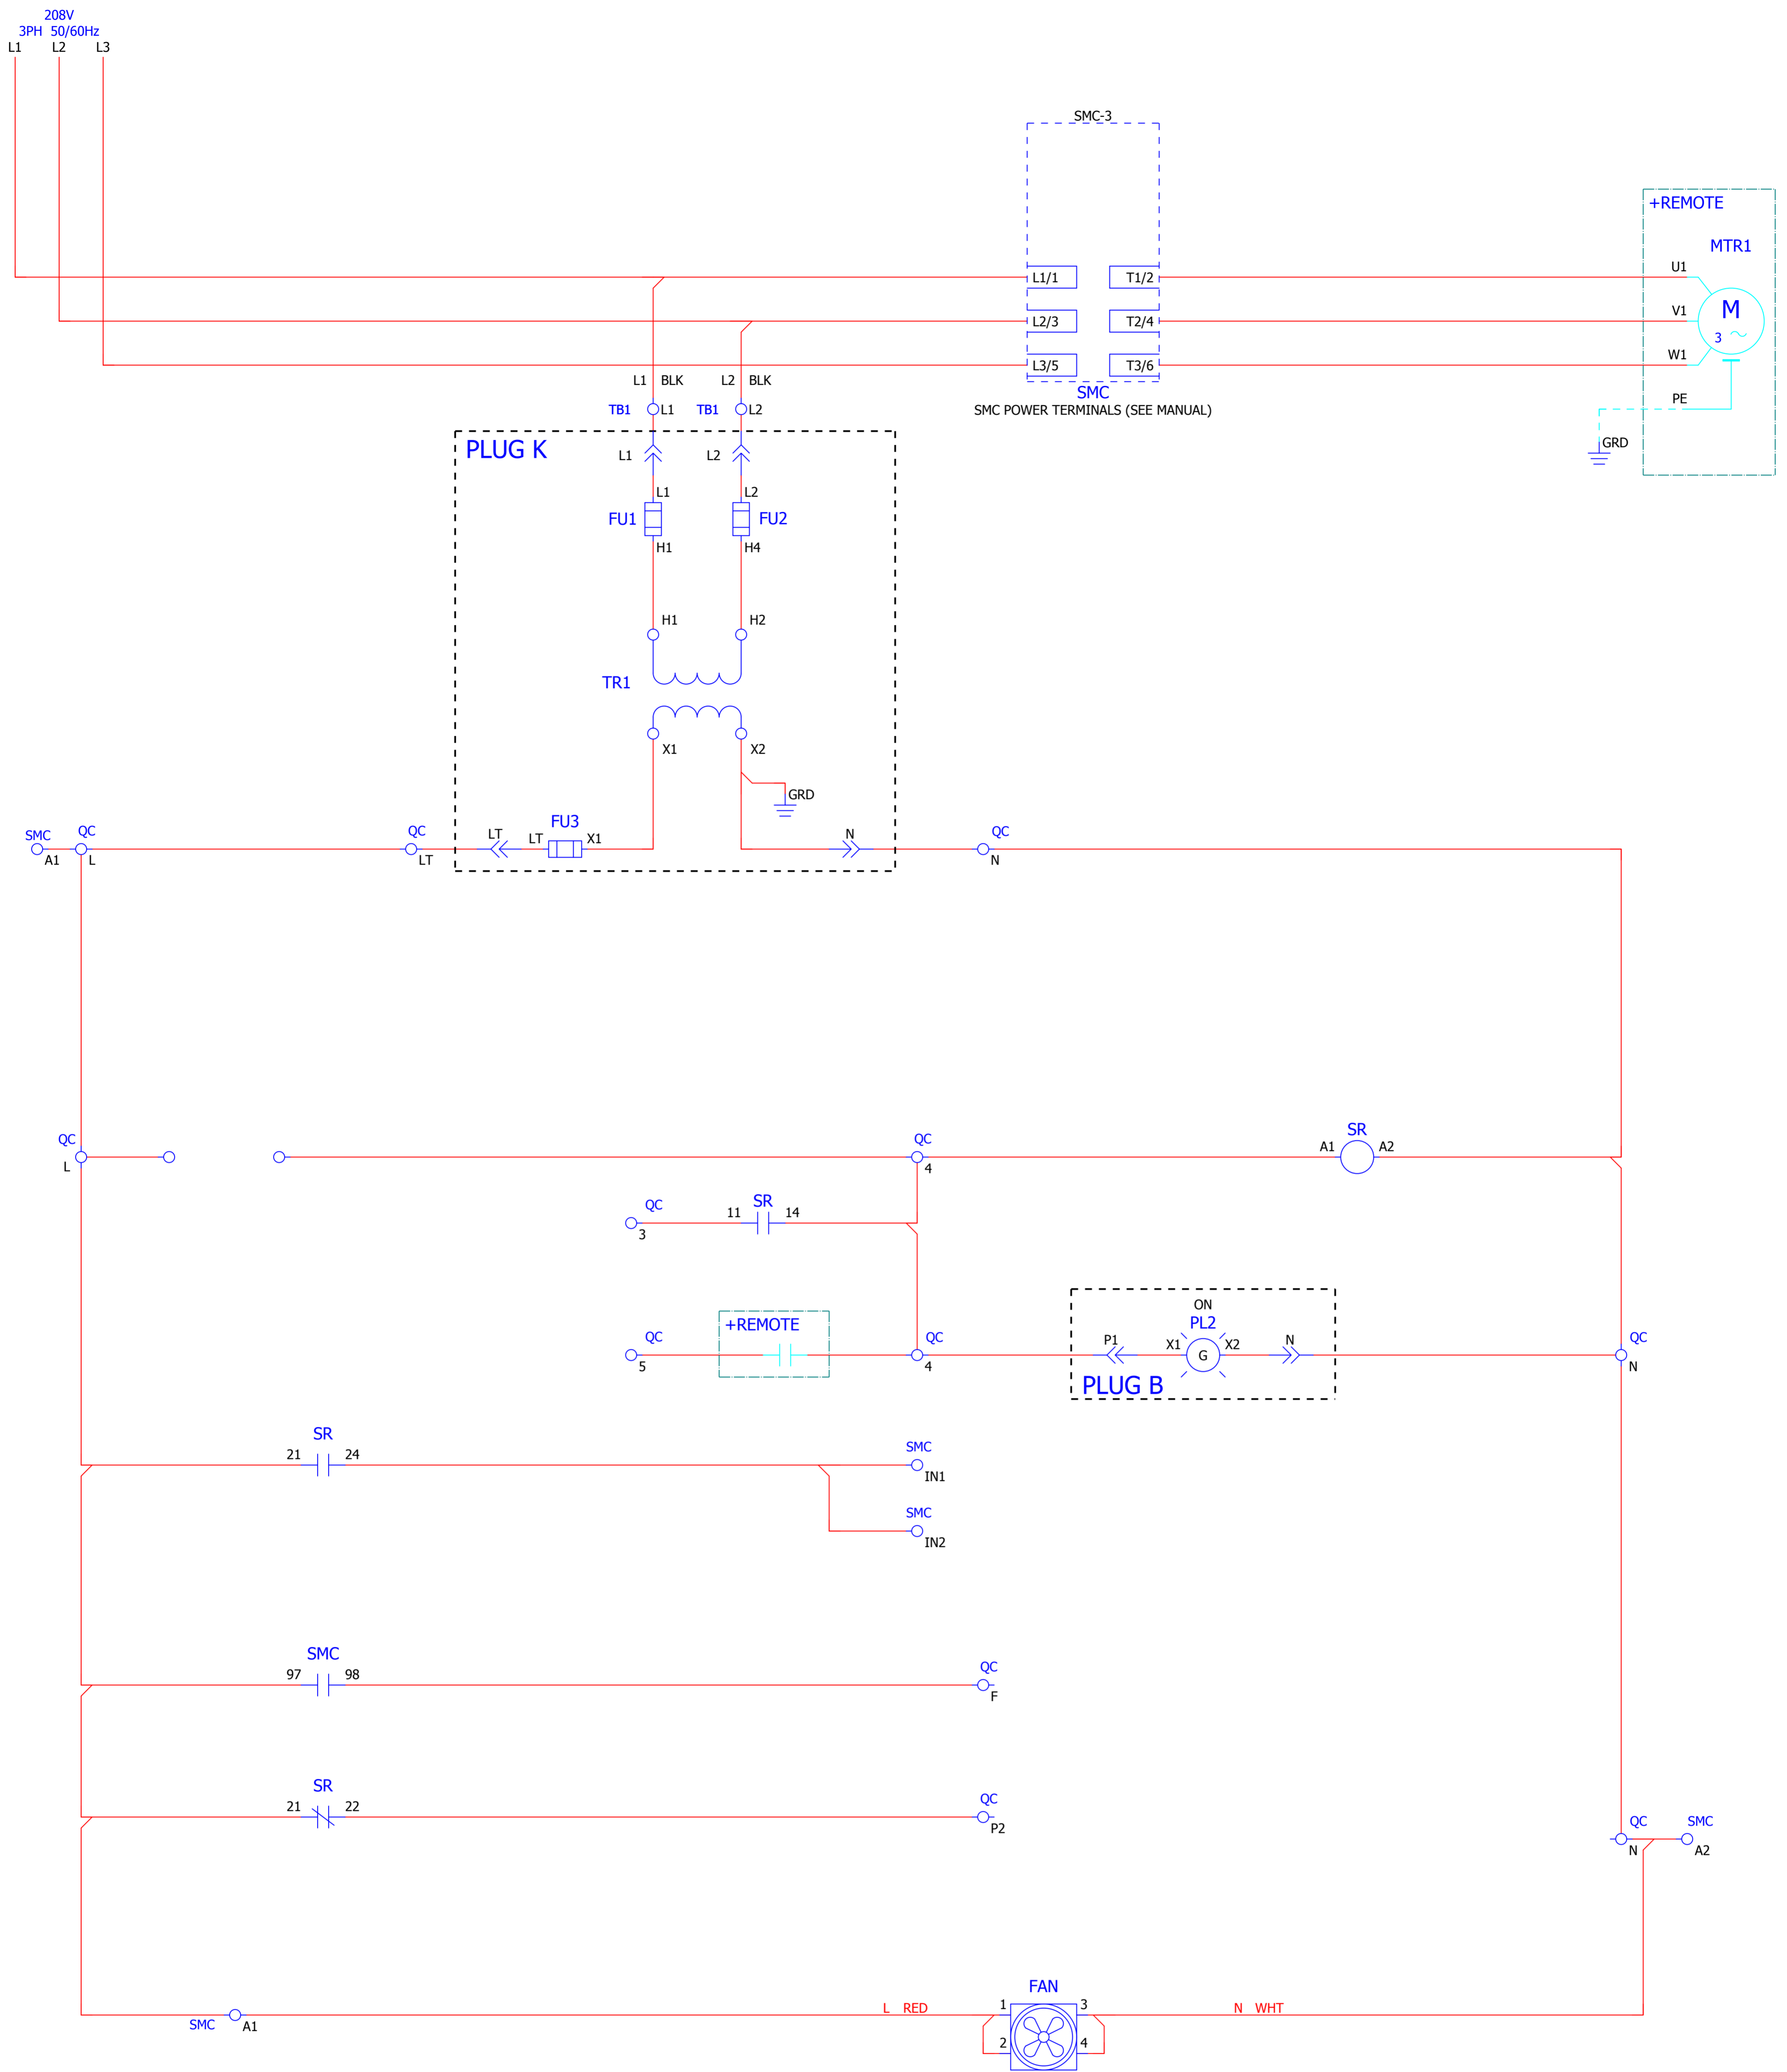 208V
3PH 50/60Hz
L1 L2 L3
SMC-3
+REMOTE
MTR1
L1/1 T1/2 U1
L2/3 T2/4 V1 M
3
L3/5 T3/6 W1
L1 BLK L2 BLK
SMC
PE
TB1 L1 TB1 L2
SMC POWER TERMINALS (SEE MANUAL)
GRD
PLUG K
L1 L2
L1 L2
FU1 FU2
H1 H4
H1 H2
TR1
X1 X2
GRD
FU3
SMC QC QC LT LT X1 N QC
A1 L LT N
QC QC SR
A1 A2
L 4
QC SR
11 14
3
ON
+REMOTE PL2
QC QC P1 X1 G X2 N QC
5 4 N
PLUG B
SR SMC
21 24
IN1
SMC
IN2
SMC QC
97 98
F
SR QC
21 22
P2
QC SMC
N A2
FAN
L RED 1 3 N WHT
SMC A1
2 4